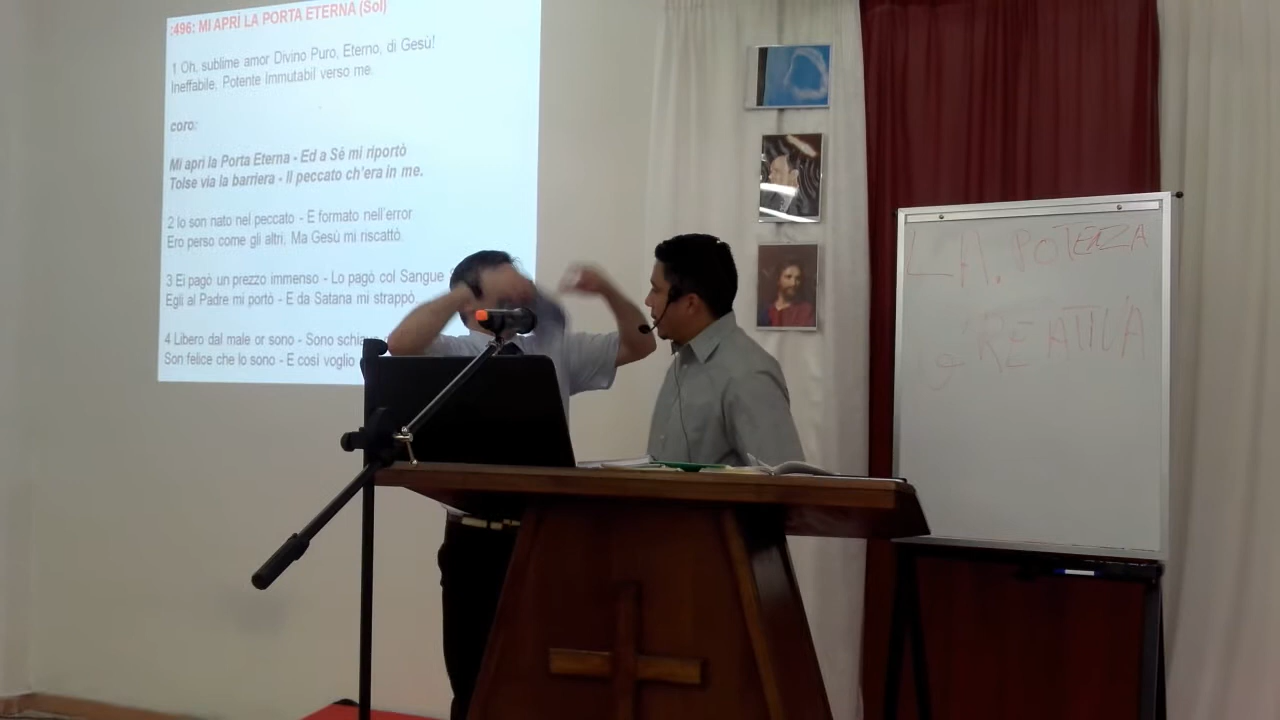 :496: MI APRÌ LA PORTA ETERNA (Sol)
1 Oh, sublime amor Divino Puro, Eterno, di Gesù!
Ineffabile, Potente Immutabil verso me.
coro:
Mi aprì la Porta Eterna - Ed a Sé mi riportò
Tolse via la barriera - Il peccato ch'era in me.
2 Io son nato nel peccato - E formato nell'error
Ero perso come gli altri, Ma Gesù mi riscattò.
3 Ei pagò un prezzo immenso - Lo pagò col Sangue
Egli al Padre mi portò - E da Satana mi strappò.
4 Libero dal male or sono - Sono schiav
Son felice che lo sono - E così voglio
LA. POTENZA
REATTIVA